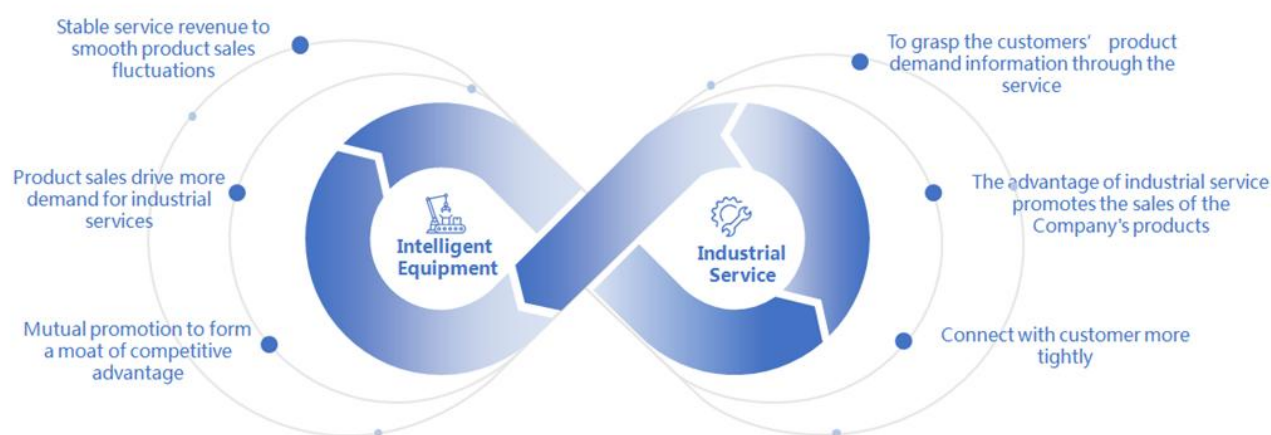 Stable service revenue to
smooth product sales
fluctuations
Product sales drive more
demand for industrial
services
Mutual promotion to form
a moat of competitive
advantage
Intelligent
Equipment
Industrial
Service
To grasp the customers' product
demand information through the
service
The advantage of industrial service
promotes the sales of the
Company's products
Connect with customer more
tightly